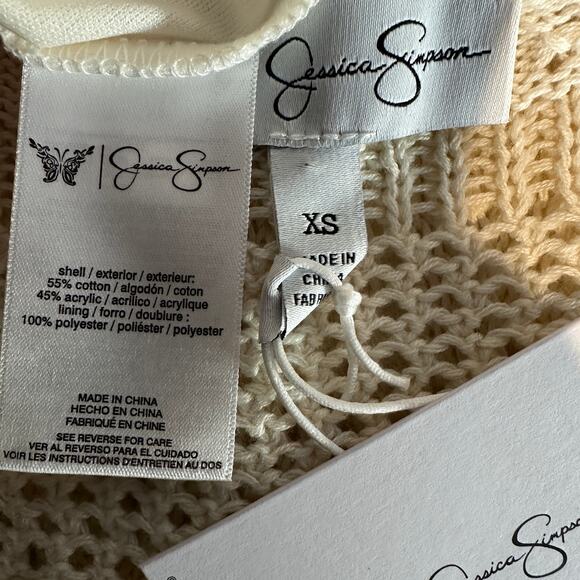 Jessica Simpson
Jessica Simpson
shell / exterior / exterieur:
55% cotton / algodón / coton
45% acrylic / acrílico / acrylique
lining / forro / doublure :
100% polyester / poliéster / polyester
MADE IN CHINA
HECHO EN CHINA
FABRIQUÉ EN CHINE
SEE REVERSE FOR CARE
VER AL REVERSO PARA EL CUIDADO
VOIR LES INSTRUCTIONS D'ENTRETIEN AU DOS
XS
MADE IN
CHINA
FABR
Jessica Simpson